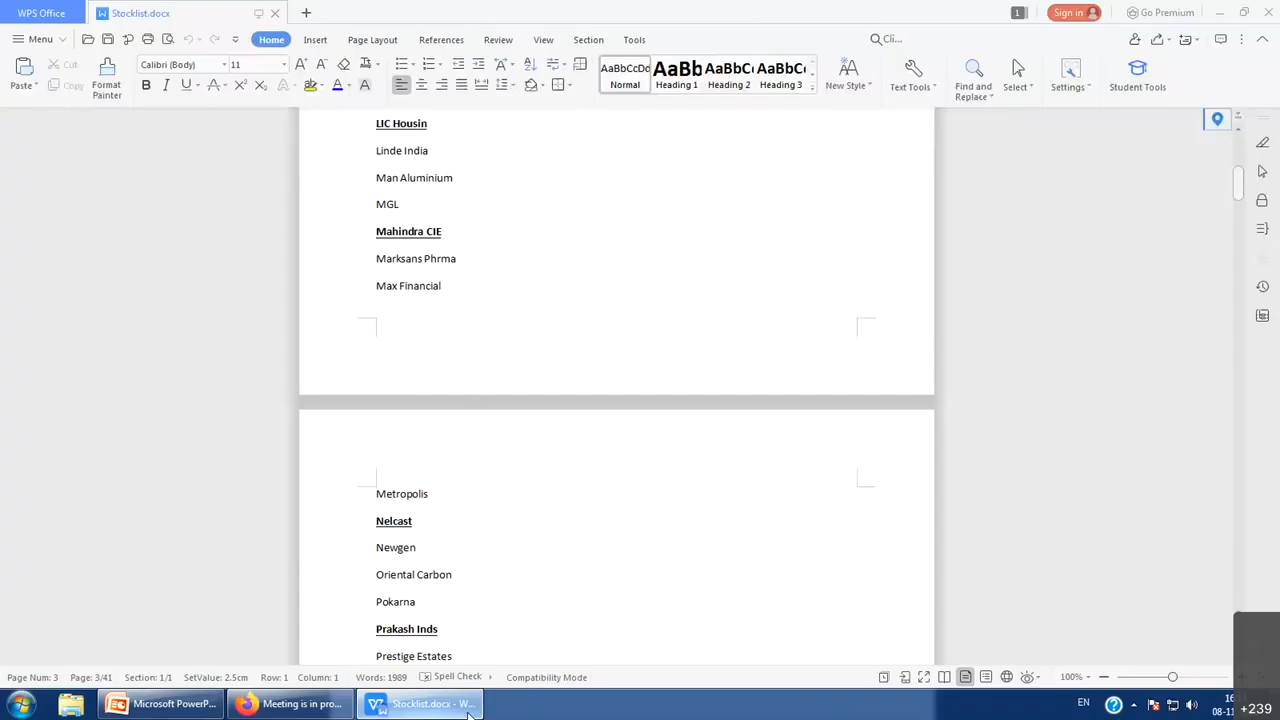 WPS Office
Stocklist.docx
1
Sign in
Go Premium
Menu
Home
Insert
Page Layout
References
Review
View
Section
Tools
Cli...
Paste
Cut
Copy
Format
Painter
Calibri (Body)
11
AaBbCcDd
AaBb
AaBbC
AaBbC
Normal
Heading 1
Heading 2
Heading 3
New Style
Text Tools
Find and
Replace
Select
Settings
Student Tools
LIC Housin
Linde India
Man Aluminium
MGL
Mahindra CIE
Marksans Phrma
Max Financial
Metropolis
Nelcast
Newgen
Oriental Carbon
Pokarna
Prakash Inds
Prestige Estates
Page Num: 3
Page: 3/41
Section: 1/1
SetValue: 2.5cm
Row: 1
Column: 1
Words: 1989
Spell Check
Compatibility Mode
100%
Microsoft PowerP...
Meeting is in pro...
Stocklist.docx - W...
EN
+239